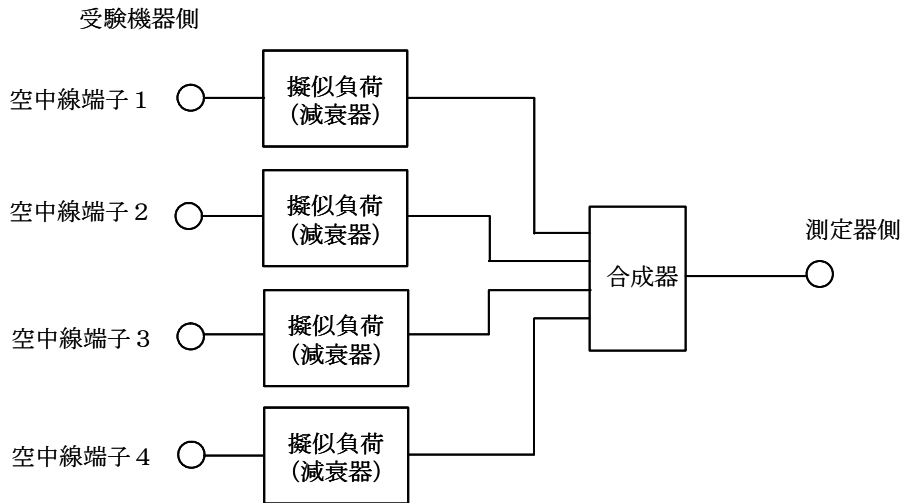 受験機器側
空中線端子1
擬似負荷
(減衰器)
空中線端子2
擬似負荷
(減衰器)
空中線端子3
擬似負荷
(減衰器)
空中線端子4
擬似負荷
(減衰器)
合成器
測定器側